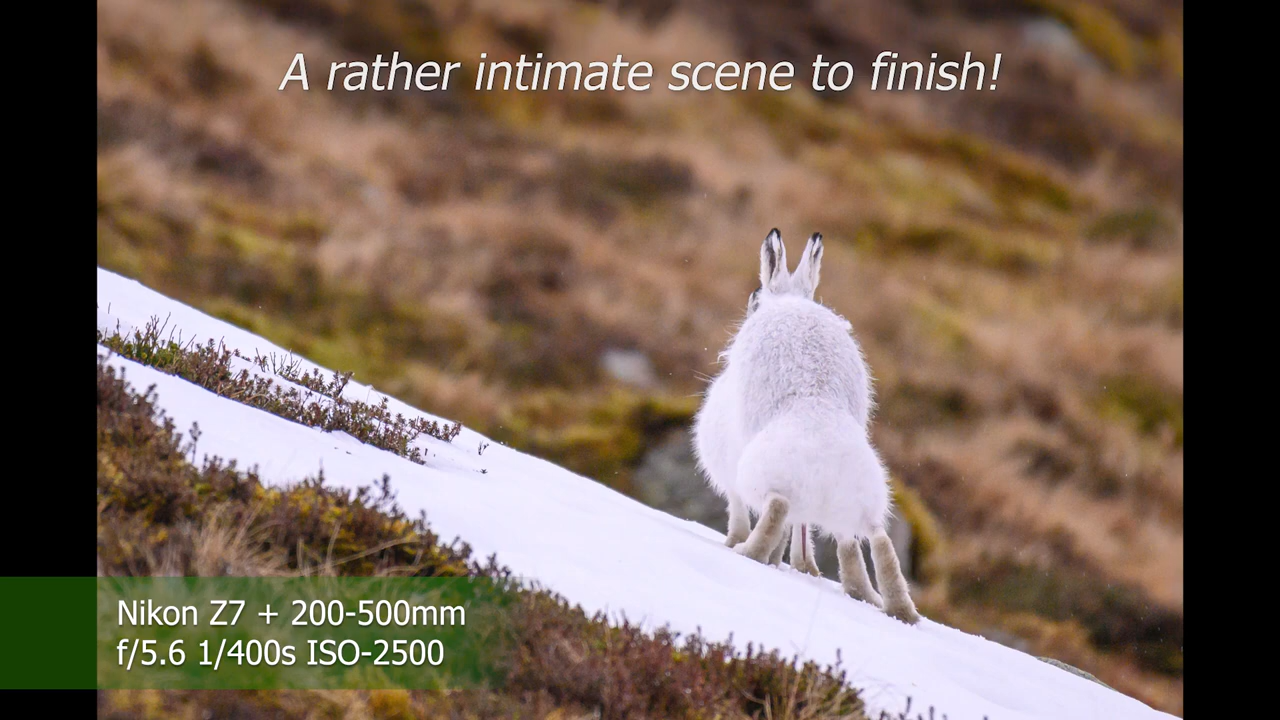 A rather intimate scene to finish!
Nikon Z7 + 200-500mm
f/5.6 1/400s ISO-2500